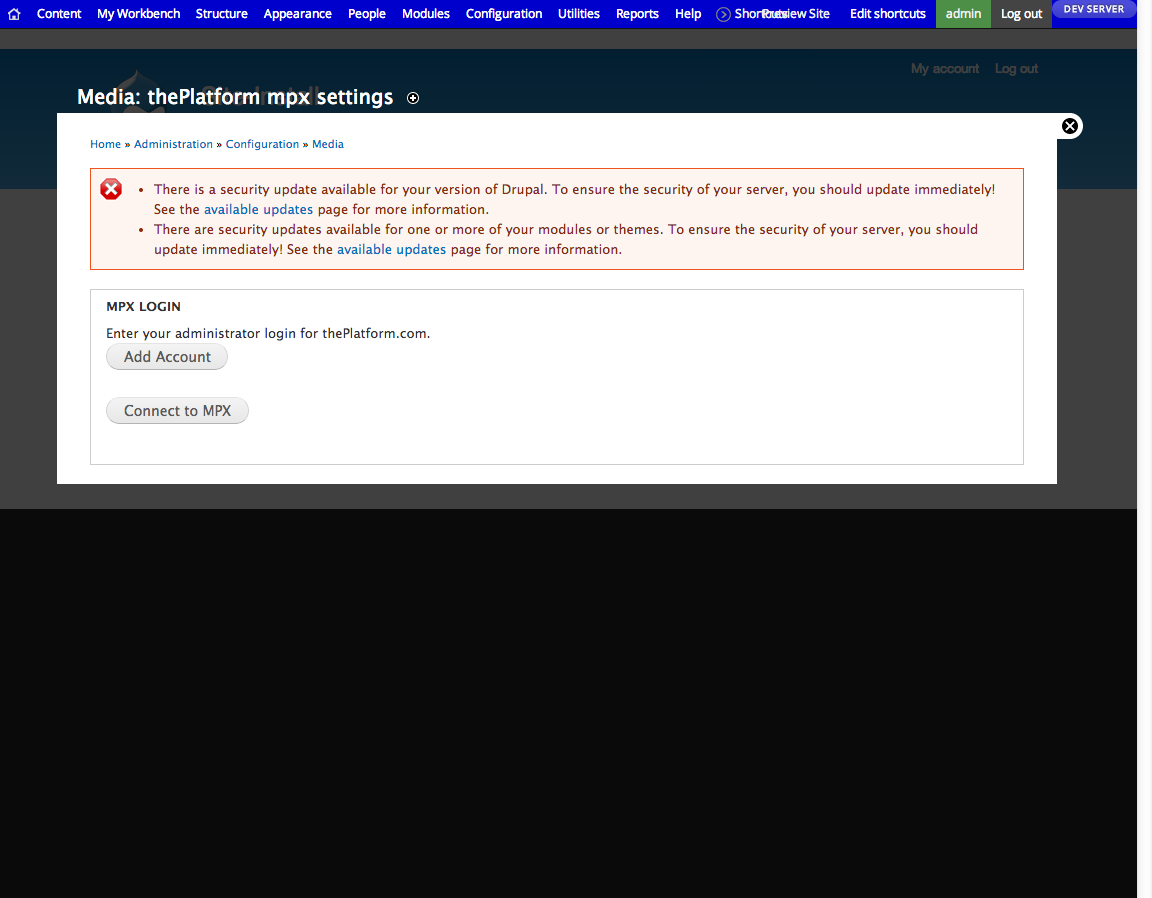 Content My Workbench Structure Appearance People Modules Configuration Utilities Reports Help Shortcuts Preview Site Edit shortcuts admin Log out DEV SERVER
My account Log out
Media: thePlatform mpx settings
Home » Administration » Configuration » Media
• There is a security update available for your version of Drupal. To ensure the security of your server, you should update immediately!
See the available updates page for more information.
• There are security updates available for one or more of your modules or themes. To ensure the security of your server, you should
update immediately! See the available updates page for more information.
MPX LOGIN
Enter your administrator login for thePlatform.com.
Add Account
Connect to MPX